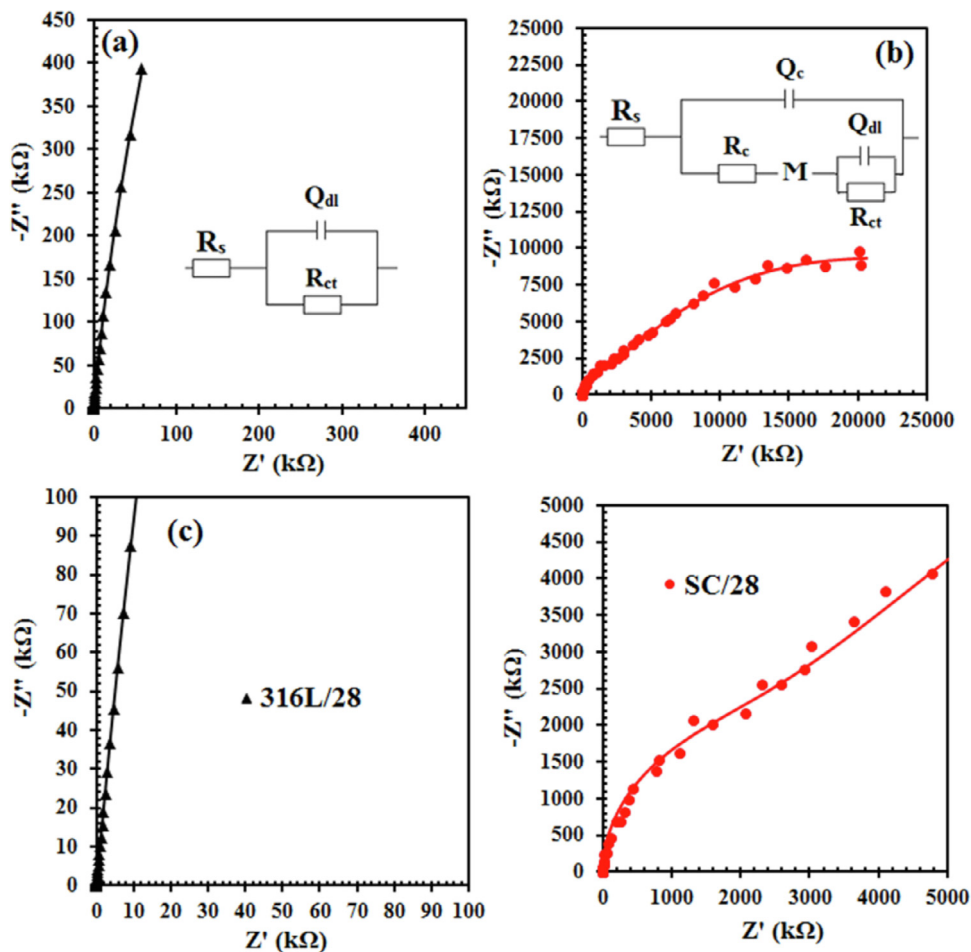 (a)
450
400
350
300
250
200
150
100
50
0
-Z'' (kΩ)
0 100 200 300 400
Z' (kΩ)
Rs
Qdl
Rct
(b)
25000
22500
20000
17500
15000
12500
10000
7500
5000
2500
0
-Z'' (kΩ)
0 5000 10000 15000 20000 25000
Z' (kΩ)
Qc
Rs
Qdl
Rc
M
Rct
(c)
100
90
80
70
60
50
40
30
20
10
0
-Z'' (kΩ)
0 10 20 30 40 50 60 70 80 90 100
Z' (kΩ)
316L/28
5000
4500
4000
3500
3000
2500
2000
1500
1000
500
0
-Z'' (kΩ)
0 1000 2000 3000 4000 5000
Z' (kΩ)
SC/28